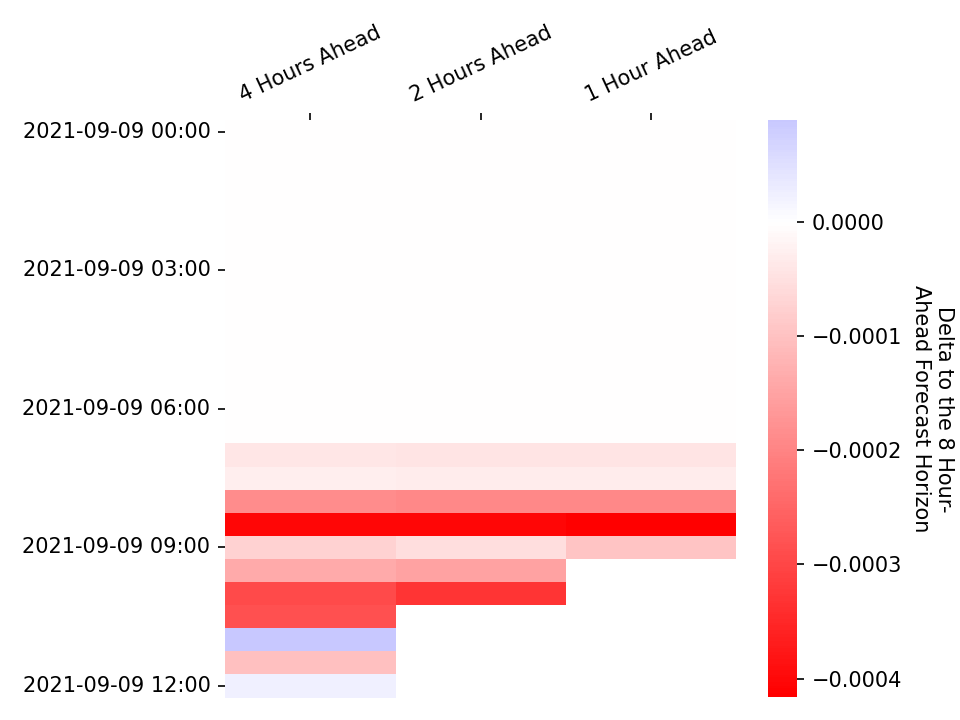 4 Hours Ahead
2 Hours Ahead
1 Hour Ahead
2021-09-09 00:00
2021-09-09 03:00
2021-09-09 06:00
2021-09-09 09:00
2021-09-09 12:00
0.0000
−0.0001
−0.0002
−0.0003
−0.0004
Delta to the 8 Hour-
Ahead Forecast Horizon